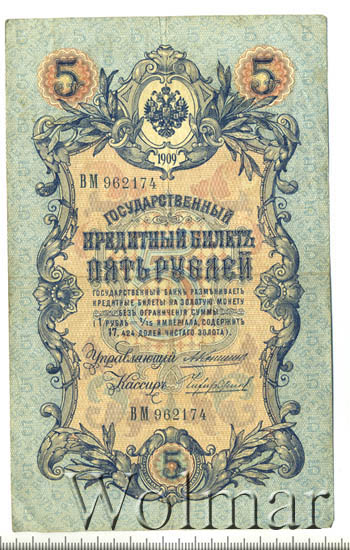 5 5
1909
ВМ 962174
ГОСУДАРСТВЕННЫЙ
КРЕДИТНЫЙ БИЛЕТЪ
ПЯТЬ РУБЛЕЙ
ГОСУДАРСТВЕННЫЙ БАНКЪ РАЗМѢНИВАЕТЪ
КРЕДИТНЫЕ БИЛЕТЫ НА ЗОЛОТУЮ МОНЕТУ
БЕЗЪ ОГРАНИЧЕНІЯ СУММЫ
(1 РУБЛЬ = 1/15 ИМПЕРІАЛА, СОДЕРЖИТЪ
17,424 ДОЛЕЙ ЧИСТАГО ЗОЛОТА).
Управляющій
Кассиръ
ВМ 962174
5
Wolmar